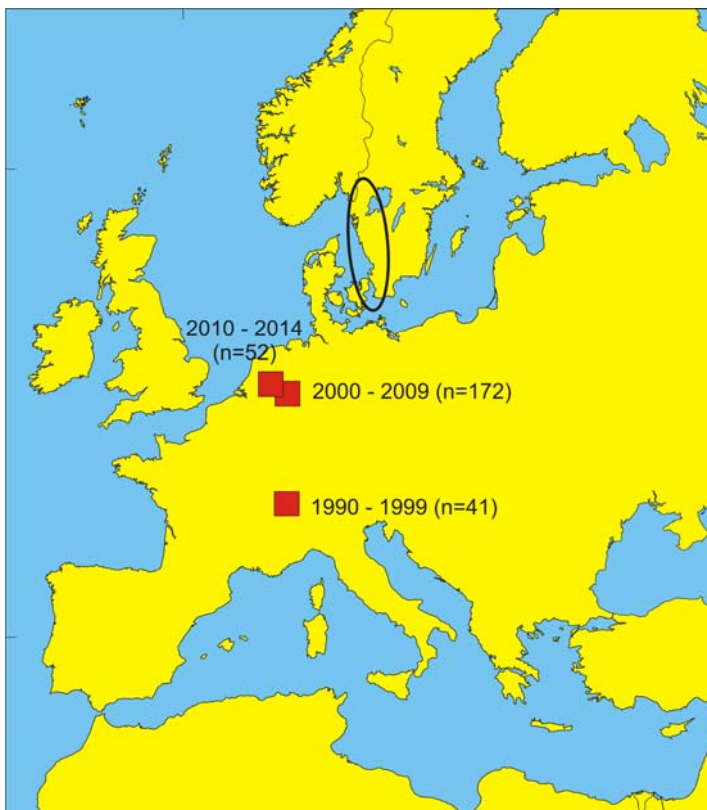 2010 - 2014
(n=52)
2000 - 2009 (n=172)
1990 - 1999 (n=41)